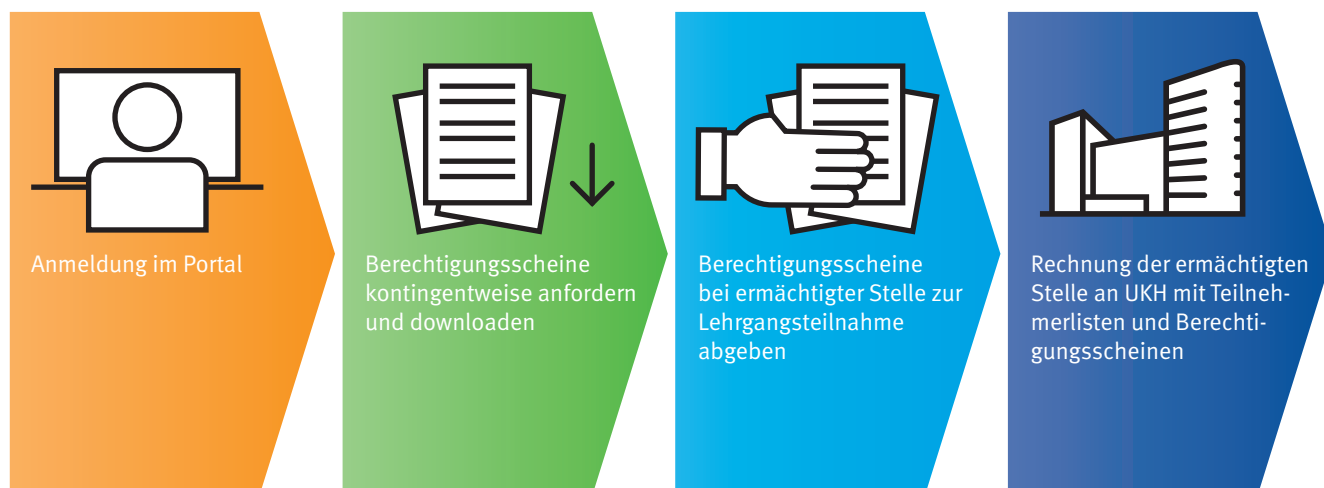 Anmeldung im Portal
Berechtigungsscheine
kontingentweise anfordern
und downloaden
Berechtigungsscheine
bei ermächtigter Stelle zur
Lehrgangsteilnahme
abgeben
Rechnung der ermächtigten
Stelle an UKH mit Teilneh-
merlisten und Berechti-
gungsscheinen